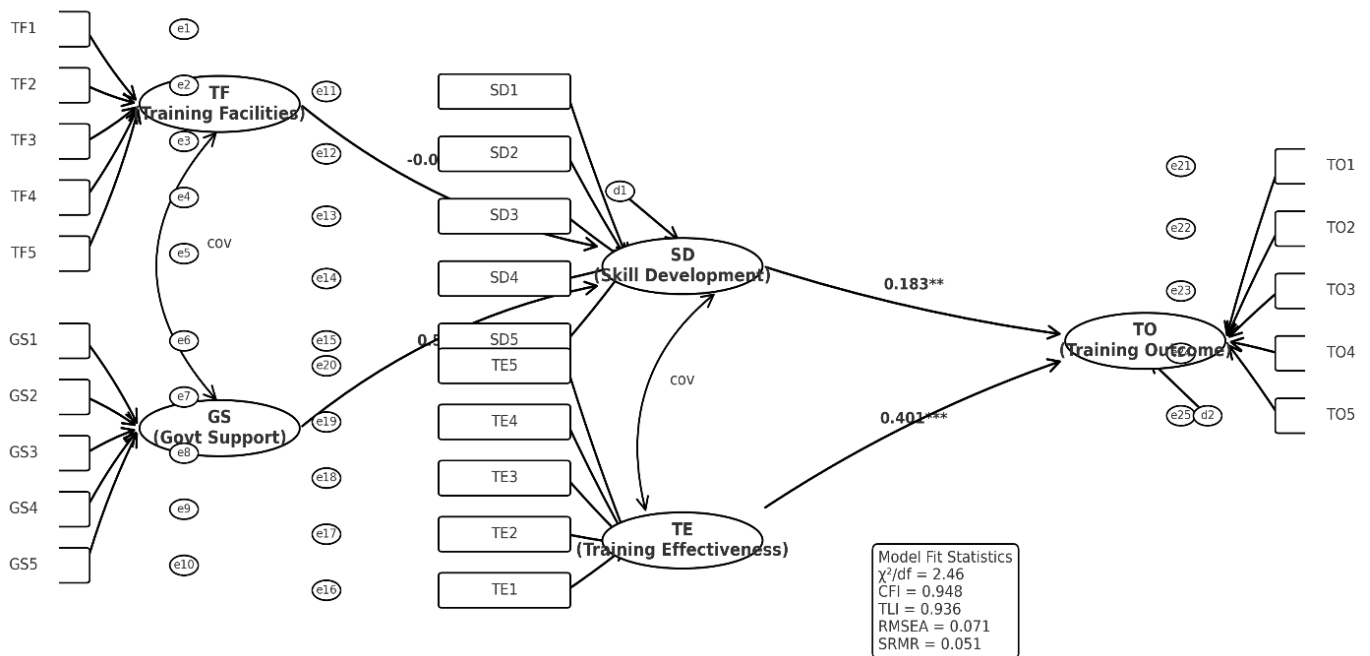 TF1
TF2
TF3
TF4
TF5
GS1
GS2
GS3
GS4
GS5
e1
e2
e3
e4
e5
e6
e7
e8
e9
e10
TF
(Training Facilities)
cov
GS
(Govt Support)
e11
e12
e13
e14
e15
e20
e19
e18
e17
e16
-0.0
0.5
SD1
SD2
SD3
SD4
SD5
TE5
TE4
TE3
TE2
TE1
d1
SD
(Skill Development)
cov
TE
(Training Effectiveness)
0.183**
0.401***
Model Fit Statistics
χ²/df = 2.46
CFI = 0.948
TLI = 0.936
RMSEA = 0.071
SRMR = 0.051
TO
(Training Outcome)
e21
e22
e23
e24
e25
d2
TO1
TO2
TO3
TO4
TO5